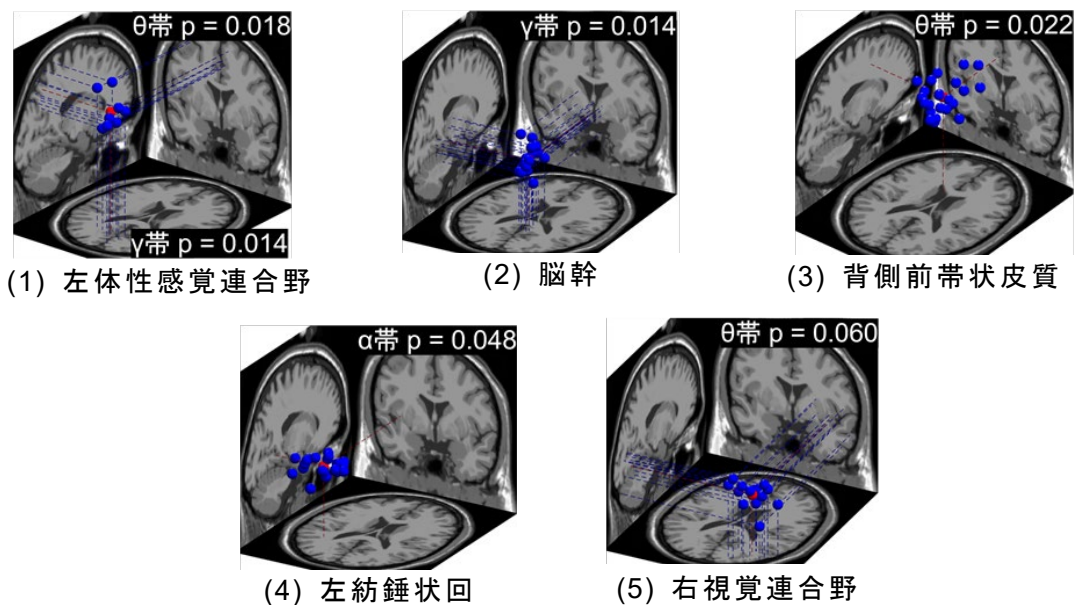 θ帯 p = 0.018
γ帯 p = 0.014
(1) 左体性感覚連合野
γ帯 p = 0.014
(2) 脳幹
θ帯 p = 0.022
(3) 背側前帯状皮質
α帯 p = 0.048
(4) 左紡錘状回
θ帯 p = 0.060
(5) 右視覚連合野